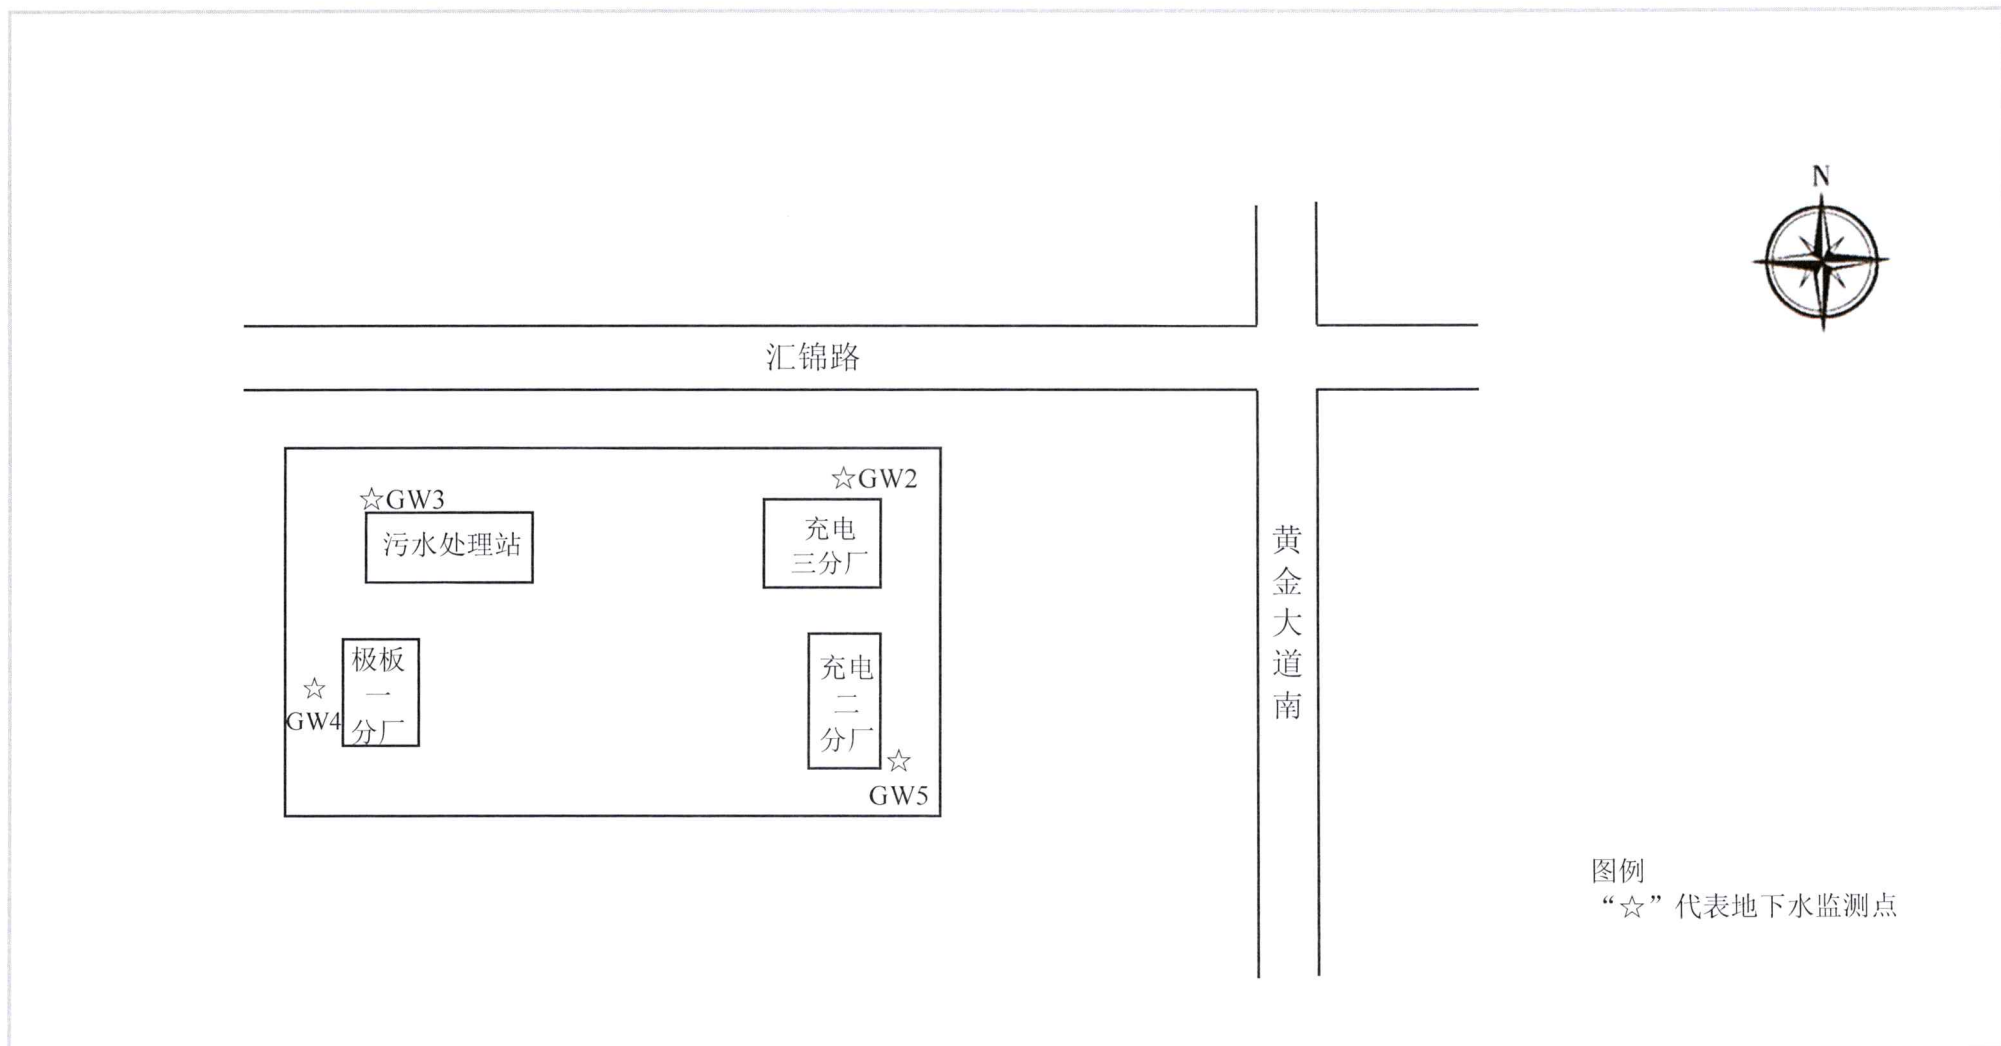 N
汇锦路
☆GW2
☆GW3
充电
三分厂
污水处理站
黄金大道南
极板
一
分厂
☆
GW4
充电
二
分厂
☆
GW5
图例
“☆”代表地下水监测点